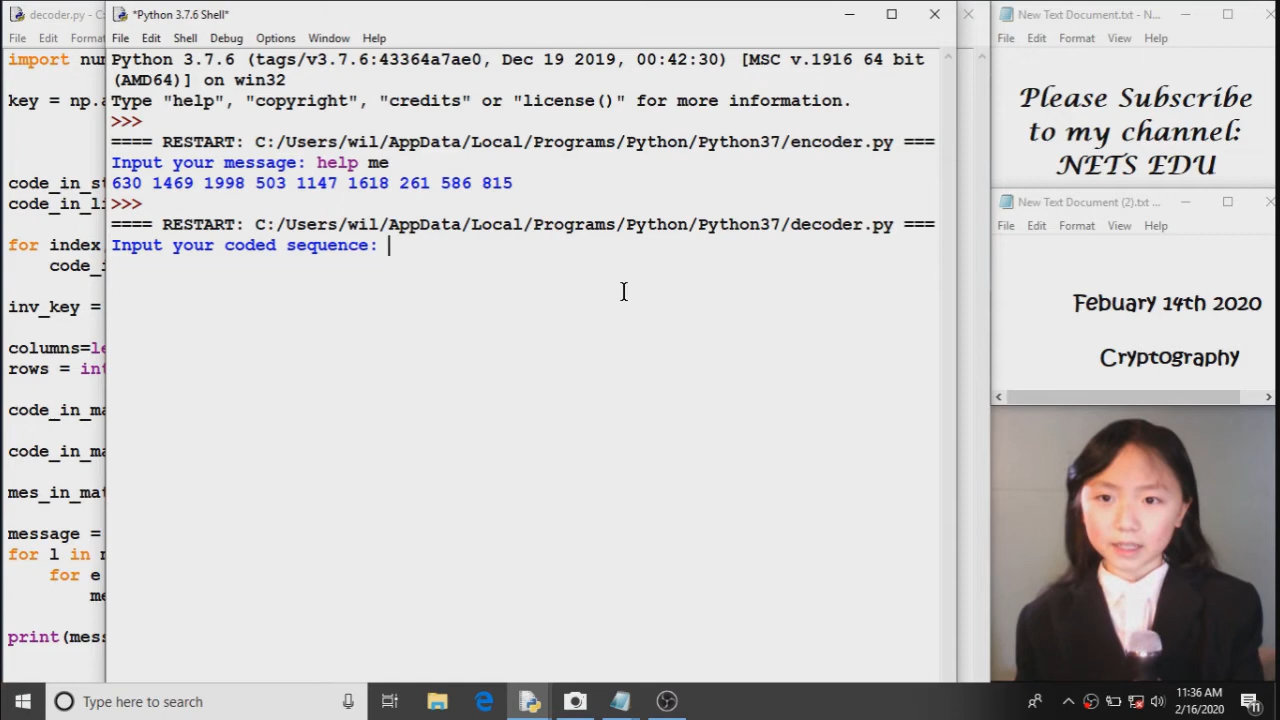 decoder.py - C
File Edit Forma
import nu
key = np.a
code_in_st
code_in_li
for index
code_i
inv_key =
columns=le
rows = int
code_in_ma
code_in_ma
mes_in_mat
message =
for l in
for e
me
print(mess
*Python 3.7.6 Shell*
File Edit Shell Debug Options Window Help
Python 3.7.6 (tags/v3.7.6:43364a7ae0, Dec 19 2019, 00:42:30) [MSC v.1916 64 bit
(AMD64)] on win32
Type "help", "copyright", "credits" or "license()" for more information.
>>>
==== RESTART: C:/Users/wil/AppData/Local/Programs/Python/Python37/encoder.py ===
Input your message: help me
630 1469 1998 503 1147 1618 261 586 815
>>>
==== RESTART: C:/Users/wil/AppData/Local/Programs/Python/Python37/decoder.py ===
Input your coded sequence:
New Text Document.txt - N...
File Edit Format View Help
Please Subscribe
to my channel:
NETS EDU
New Text Document (2).txt ...
File Edit Format View Help
Febuary 14th 2020
Cryptography
Type here to search
11:36 AM
2/16/2020
11